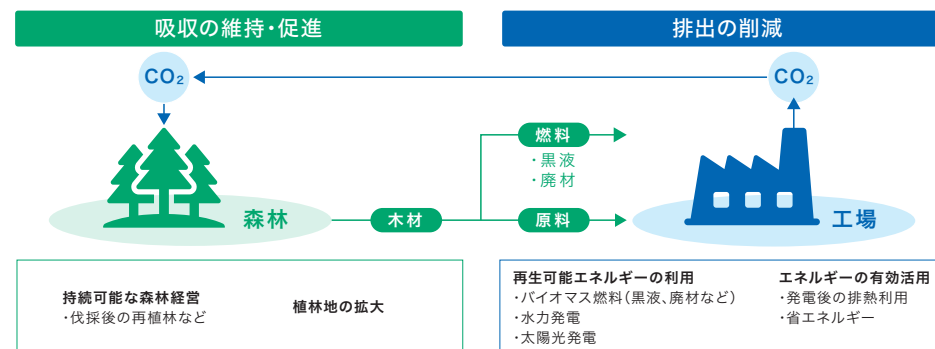 吸収の維持・促進
排出の削減
CO₂
CO₂
燃料
・黒液
・廃材
森林
木材
原料
工場
持続可能な森林経営
・伐採後の再植林など
植林地の拡大
再生可能エネルギーの利用
・バイオマス燃料（黒液、廃材など）
・水力発電
・太陽光発電
エネルギーの有効活用
・発電後の排熱利用
・省エネルギー